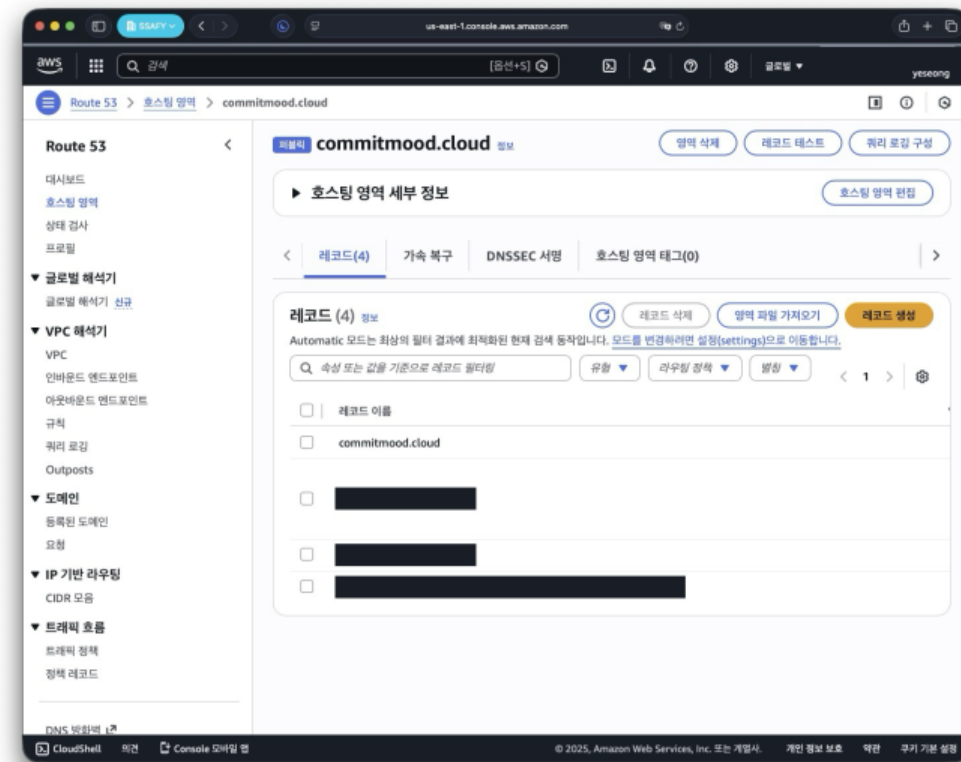 SSAFY
us-east-1.console.aws.amazon.com
aws
검색
[옵션+S]
글로벌
yeseong
Route 53 > 호스팅 영역 > commitmood.cloud
Route 53
대시보드
호스팅 영역
상태 검사
프로필
글로벌 해석기
글로벌 해석기 신규
VPC 해석기
VPC
인바운드 엔드포인트
아웃바운드 엔드포인트
규칙
쿼리 로깅
Outposts
도메인
등록된 도메인
요청
IP 기반 라우팅
CIDR 모음
트래픽 흐름
트래픽 정책
정책 레코드
DNS 방화벽
퍼블릭 commitmood.cloud 정보
영역 삭제
레코드 테스트
쿼리 로깅 구성
호스팅 영역 세부 정보
호스팅 영역 편집
레코드(4)
가속 복구
DNSSEC 서명
호스팅 영역 태그(0)
레코드 (4) 정보
레코드 삭제
영역 파일 가져오기
레코드 생성
Automatic 모드는 최상의 필터 결과에 최적화된 현재 검색 동작입니다. 모드를 변경하려면 설정(settings)으로 이동합니다.
속성 또는 값을 기준으로 레코드 필터링
유형
라우팅 정책
별칭
1
레코드 이름
commitmood.cloud
CloudShell
의견
Console 모바일 앱
© 2025, Amazon Web Services, Inc. 또는 계열사.
개인 정보 보호
약관
쿠키 기본 설정